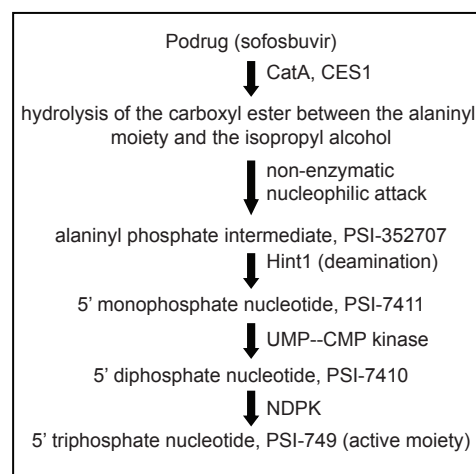 Podrug (sofosbuvir)
CatA, CES1
hydrolysis of the carboxyl ester between the alaninyl
moiety and the isopropyl alcohol
non-enzymatic
nucleophilic attack
alaninyl phosphate intermediate, PSI-352707
Hint1 (deamination)
5' monophosphate nucleotide, PSI-7411
UMP--CMP kinase
5' diphosphate nucleotide, PSI-7410
NDPK
5' triphosphate nucleotide, PSI-749 (active moiety)